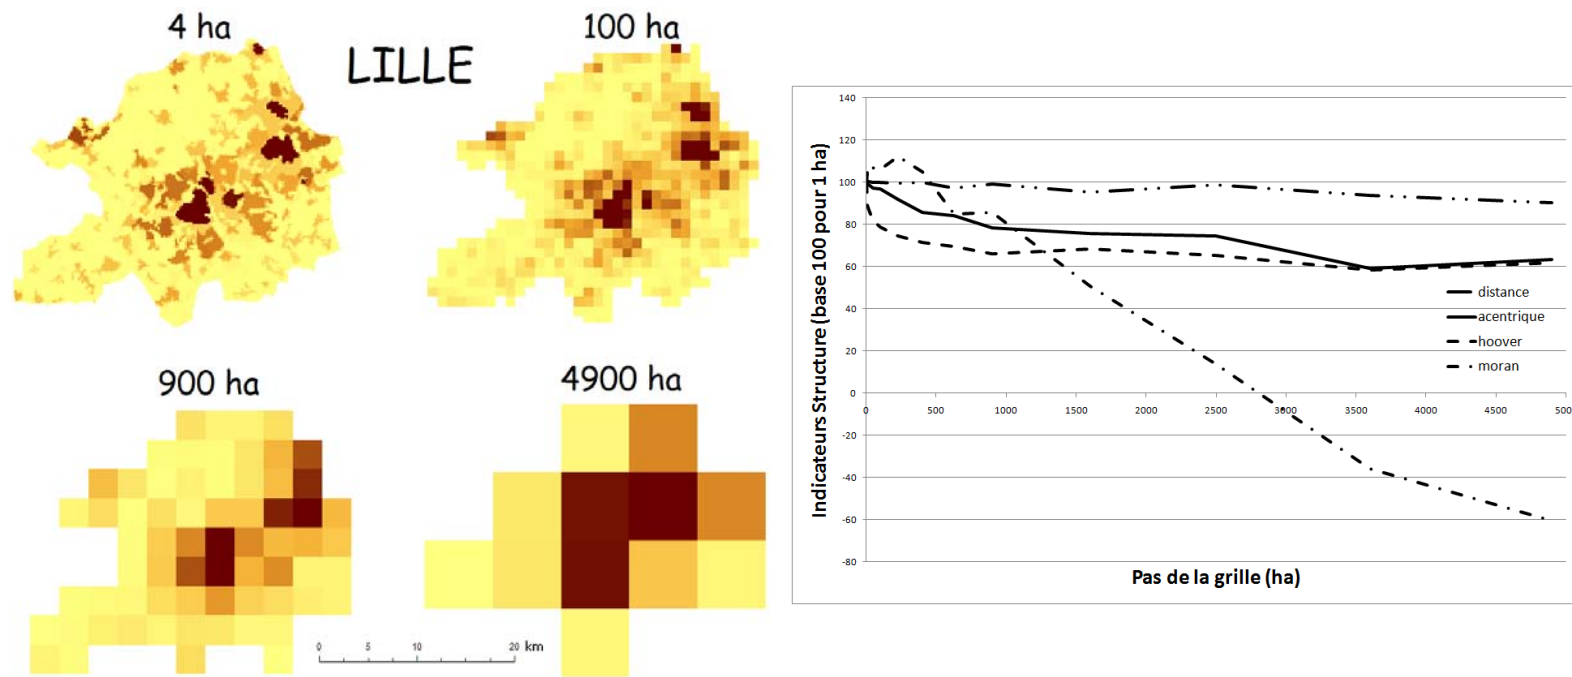 4 ha
LILLE
100 ha
900 ha
4900 ha
0 5 10 20 km
Indicateurs Structure (base 100 pour 1 ha)
140
120
100
80
60
40
20
0
-20
-40
-60
-80
0 500 1000 1500 2000 2500 3000 3500 4000 4500 500
distance
acentrique
hoover
moran
Pas de la grille (ha)